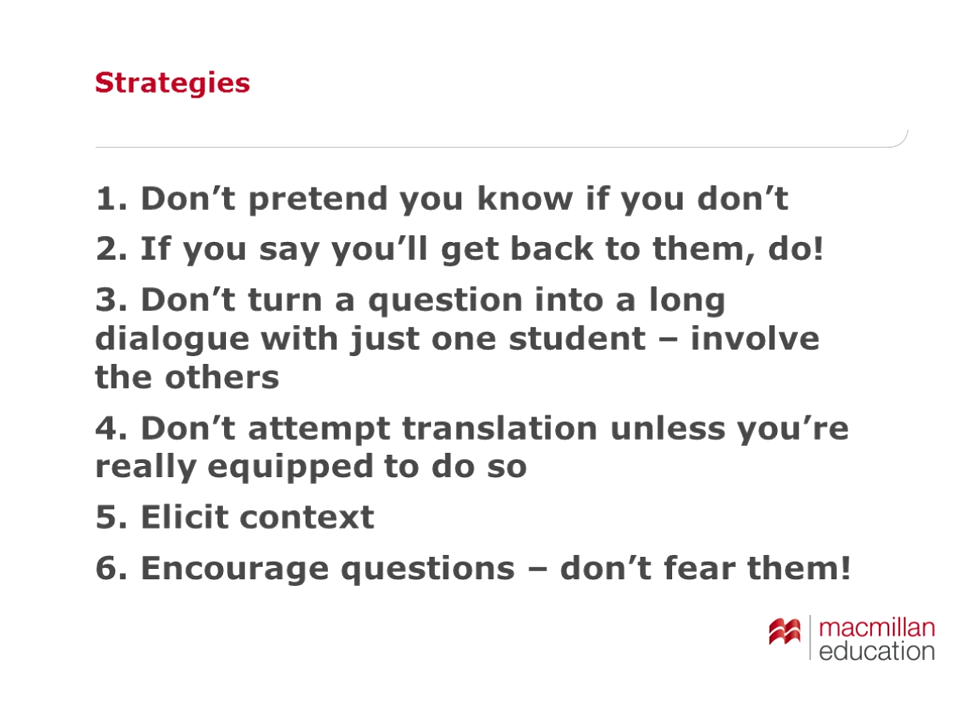 Strategies
1. Don’t pretend you know if you don’t
2. If you say you’ll get back to them, do!
3. Don’t turn a question into a long
dialogue with just one student – involve
the others
4. Don’t attempt translation unless you’re
really equipped to do so
5. Elicit context
6. Encourage questions – don’t fear them!
macmillan
education